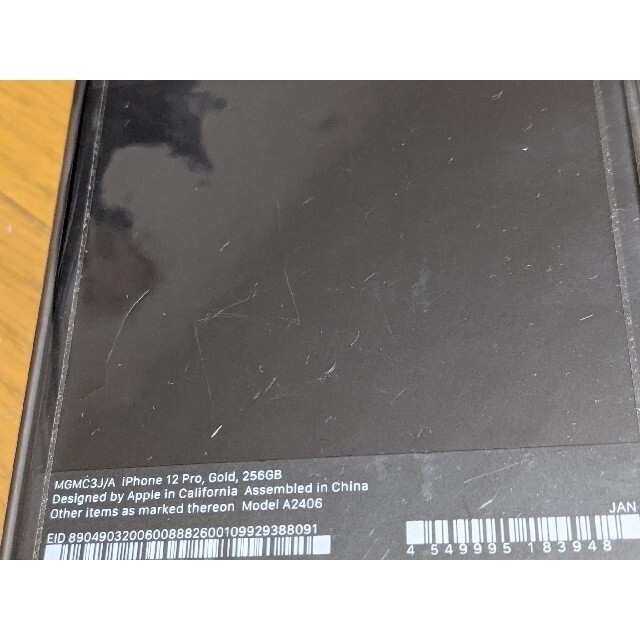 MGMC3J/A iPhone 12 Pro, Gold, 256GB
Designed by Apple in California Assembled in China
Other items as marked thereon Model A2406
JAN
EID 89049032006008882600109929388091
4 549995 183948